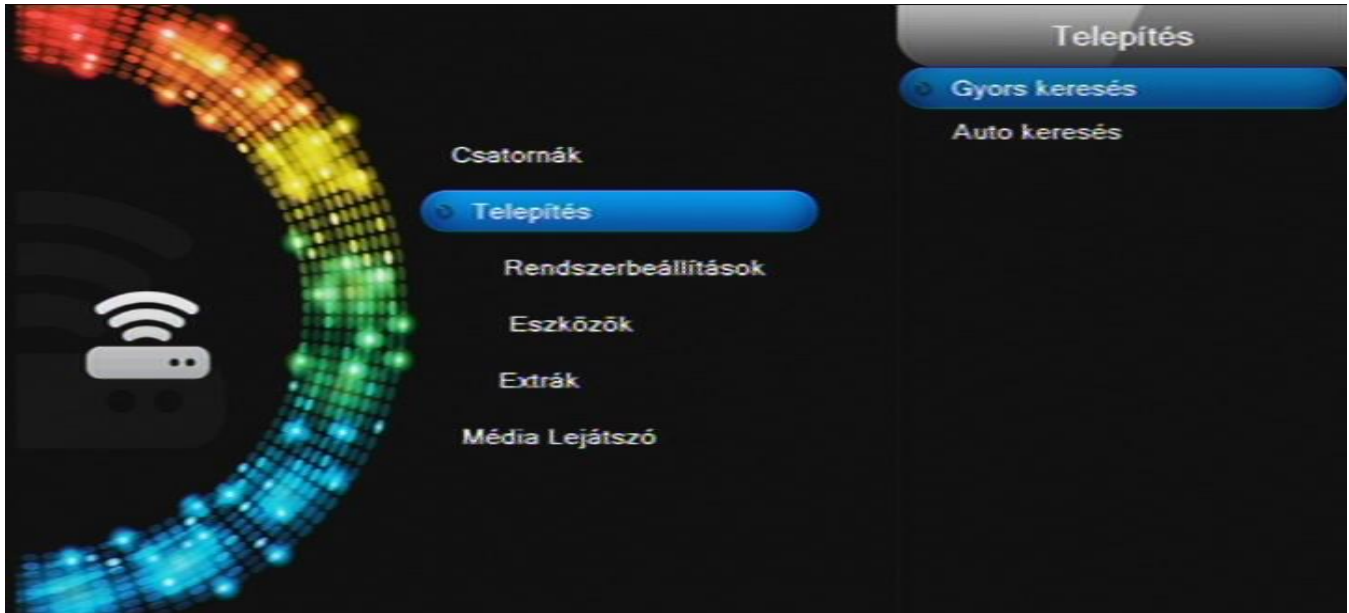 Telepítés
Gyors keresés
Auto keresés
Csatornák
Telepítés
Rendszerbeállítások
Eszközök
Extrák
Média Lejátszó